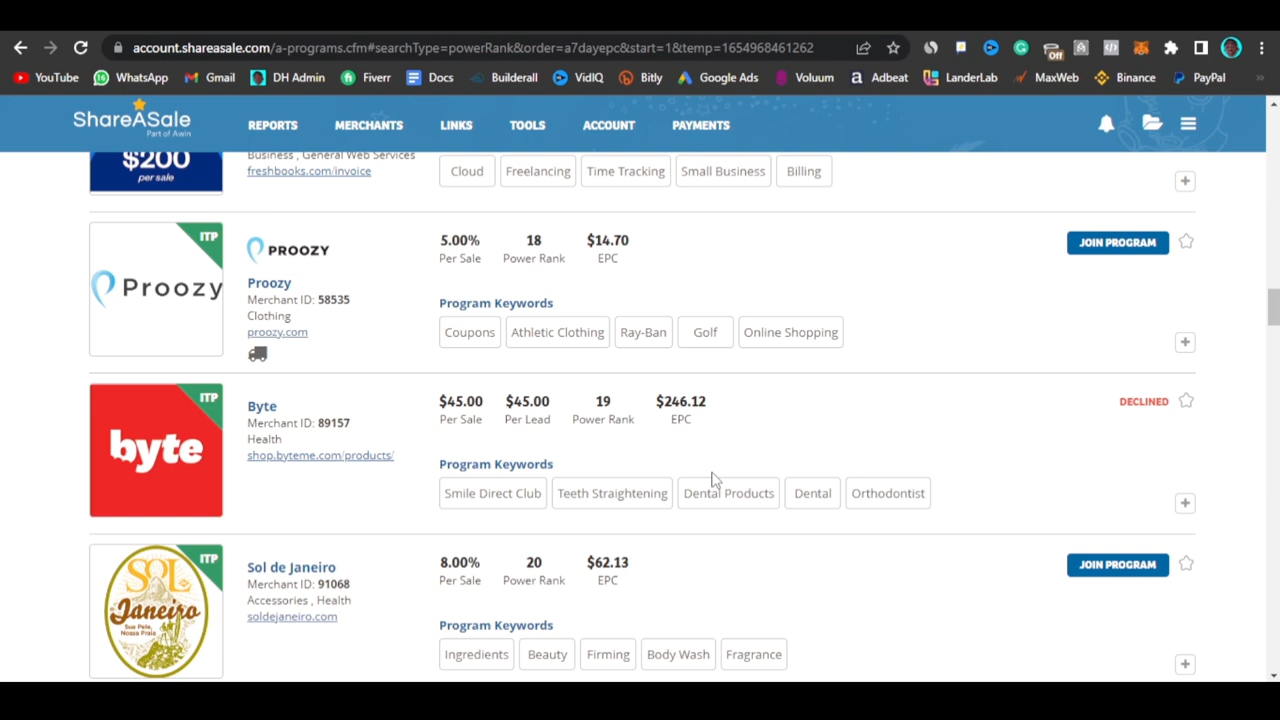 account.shareasale.com/a-programs.cfm#searchType=powerRank&order=a7dayepc&start=1&temp=1654968461262
Off
YouTube WhatsApp Gmail DH Admin Fiverr Docs Builderall VidIQ Bitly Google Ads Voluum Adbeat LanderLab MaxWeb Binance PayPal »
ShareASale
Part of Awin
REPORTS MERCHANTS LINKS TOOLS ACCOUNT PAYMENTS
$200
per sale
Business , General Web Services
freshbooks.com/invoice
Cloud Freelancing Time Tracking Small Business Billing
ITP
Proozy
PROOZY
Proozy
Merchant ID: 58535
Clothing
proozy.com
5.00% 18 $14.70
Per Sale Power Rank EPC
JOIN PROGRAM
Program Keywords
Coupons Athletic Clothing Ray-Ban Golf Online Shopping
ITP
byte
Byte
Merchant ID: 89157
Health
shop.byteme.com/products/
$45.00 $45.00 19 $246.12
Per Sale Per Lead Power Rank EPC
DECLINED
Program Keywords
Smile Direct Club Teeth Straightening Dental Products Dental Orthodontist
ITP
SOL
de
Janeiro
Sua Pele,
Nossa Praia
Sol de Janeiro
Merchant ID: 91068
Accessories , Health
soldejaneiro.com
8.00% 20 $62.13
Per Sale Power Rank EPC
JOIN PROGRAM
Program Keywords
Ingredients Beauty Firming Body Wash Fragrance